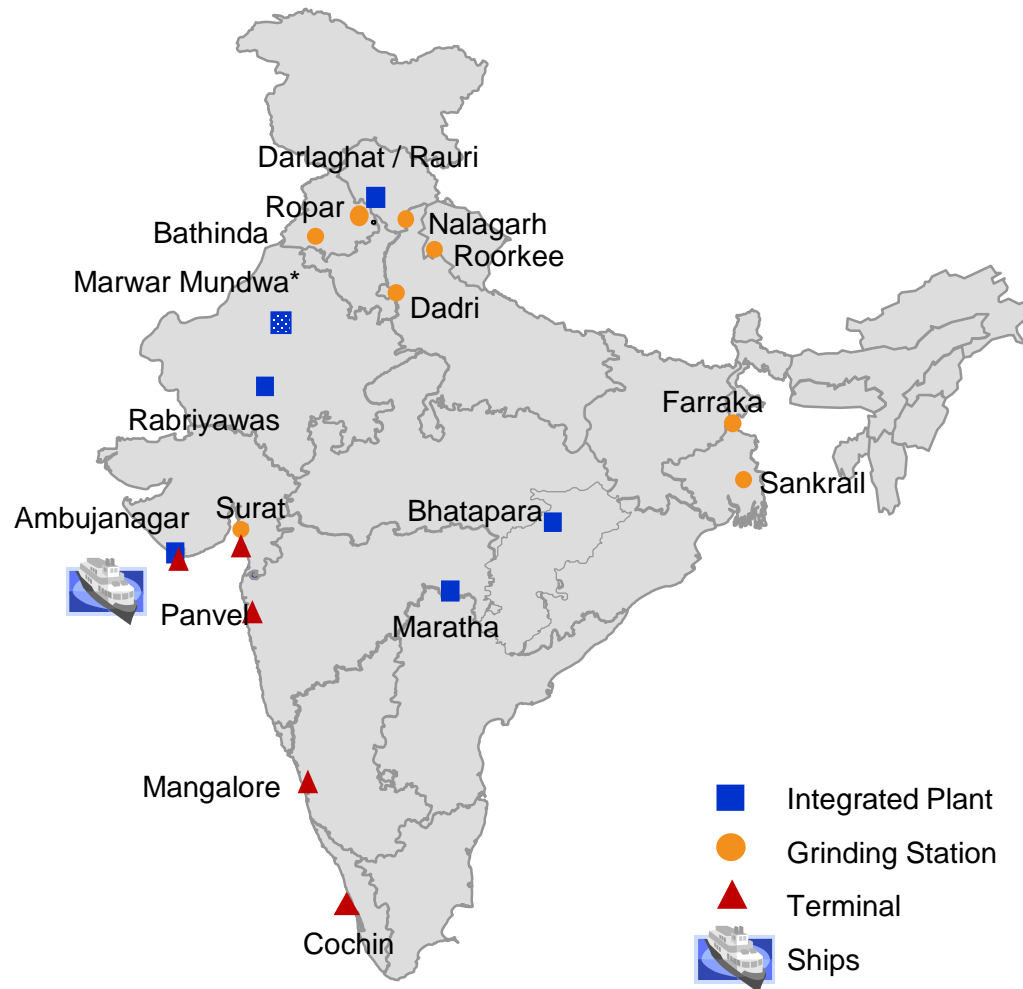 Darlaghat / Rauri
Ropar
Nalagarh
Bathinda
Roorkee
Marwar Mundwa*
Dadri
Rabriyawas
Farraka
Sankrail
Surat
Bhatapara
Ambujanagar
Panvel
Maratha
Mangalore
Integrated Plant
Grinding Station
Terminal
Cochin
Ships